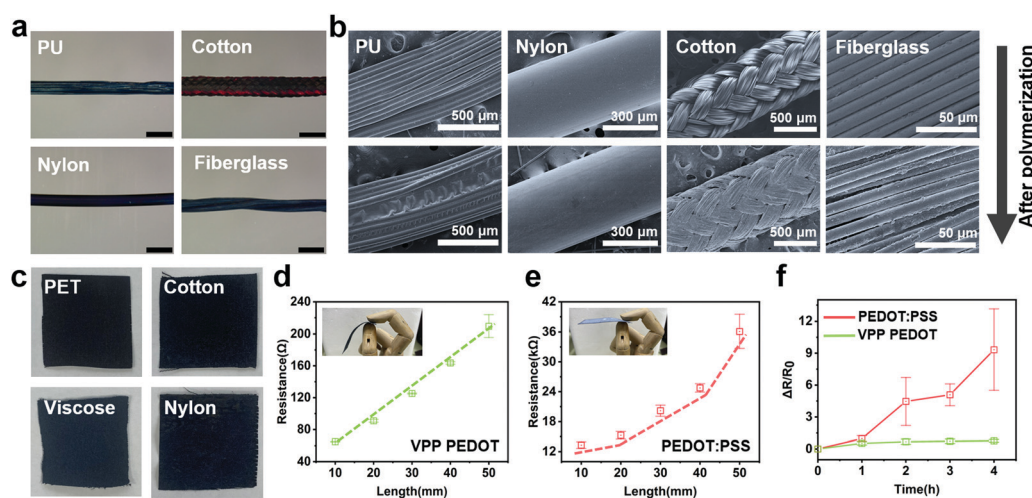 a
PU
Cotton
Nylon
Fiberglass
b
PU
Nylon
Cotton
Fiberglass
500 μm
300 μm
500 μm
50 μm
500 μm
300 μm
500 μm
50 μm
After polymerization
c
PET
Cotton
Viscose
Nylon
d
Resistance(Ω)
240
200
160
120
80
40
10
20
30
40
50
Length(mm)
VPP PEDOT
e
Resistance(kΩ)
42
36
30
24
18
12
10
20
30
40
50
Length(mm)
PEDOT:PSS
f
PEDOT:PSS
VPP PEDOT
ΔR/R0
15
12
9
6
3
0
0
1
2
3
4
Time(h)